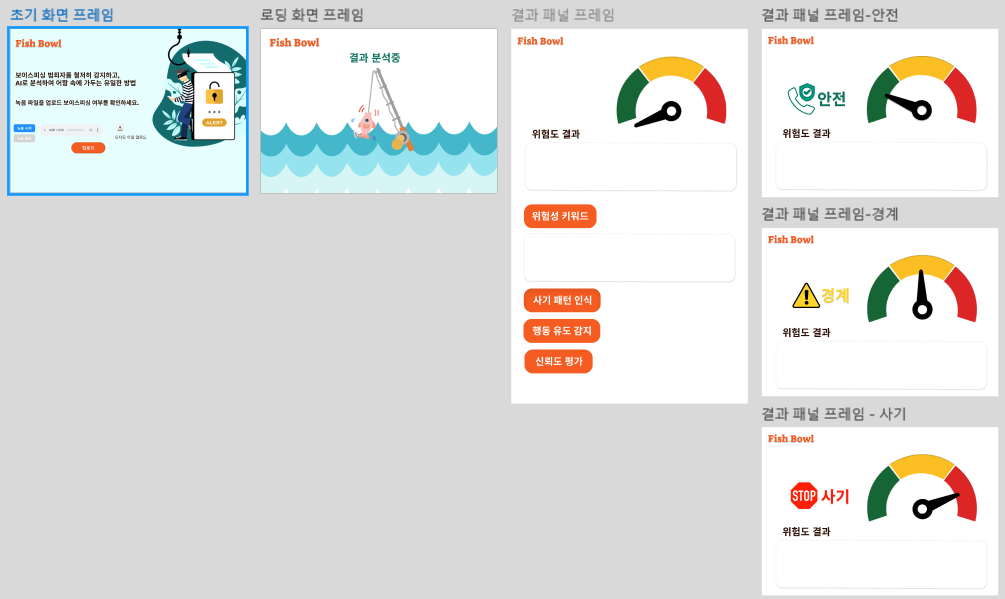 초기 화면 프레임
Fish Bowl
보이스피싱 범죄자를 철저히 감지하고,
AI로 분석하여 어항 속에 가두는 유일한 방법
녹음 파일을 업로드 보이스피싱 여부를 확인하세요.
녹음 시작
업로드
ALERT
로딩 화면 프레임
Fish Bowl
결과 분석중
결과 패널 프레임
Fish Bowl
위험도 결과
위험성 키워드
사기 패턴 인식
행동 유도 감지
신뢰도 평가
결과 패널 프레임-안전
Fish Bowl
안전
위험도 결과
결과 패널 프레임-경계
Fish Bowl
경계
위험도 결과
결과 패널 프레임 - 사기
Fish Bowl
STOP 사기
위험도 결과